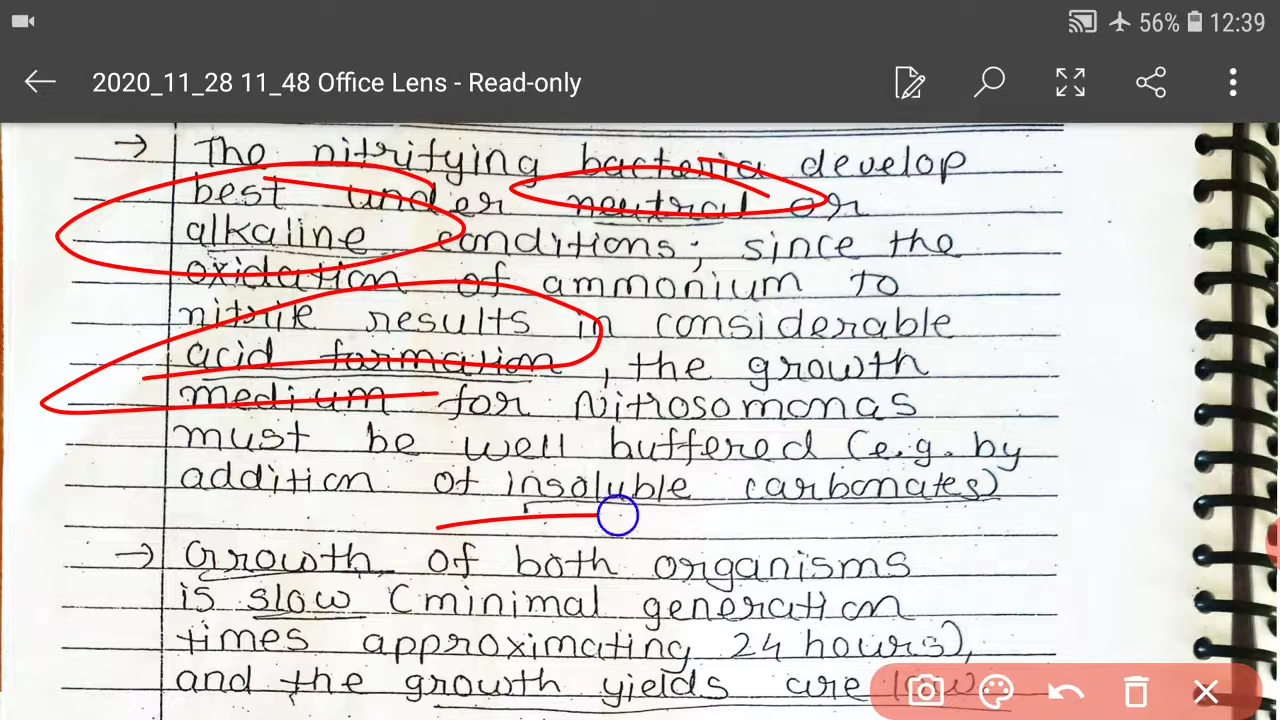 56% 12:39
2020_11_28 11_48 Office Lens - Read-only
→ The nitrifying bacteria develop
best under neutral or
alkaline conditions; since the
oxidation of ammonium to
nitrite results in considerable
acid formation, the growth
medium for Nitrosomonas
must be well buffered (e.g. by
addition of insoluble carbonates)
→ Growth of both organisms
is slow (minimal generation
times approximating 24 hours),
and the growth yields are low.